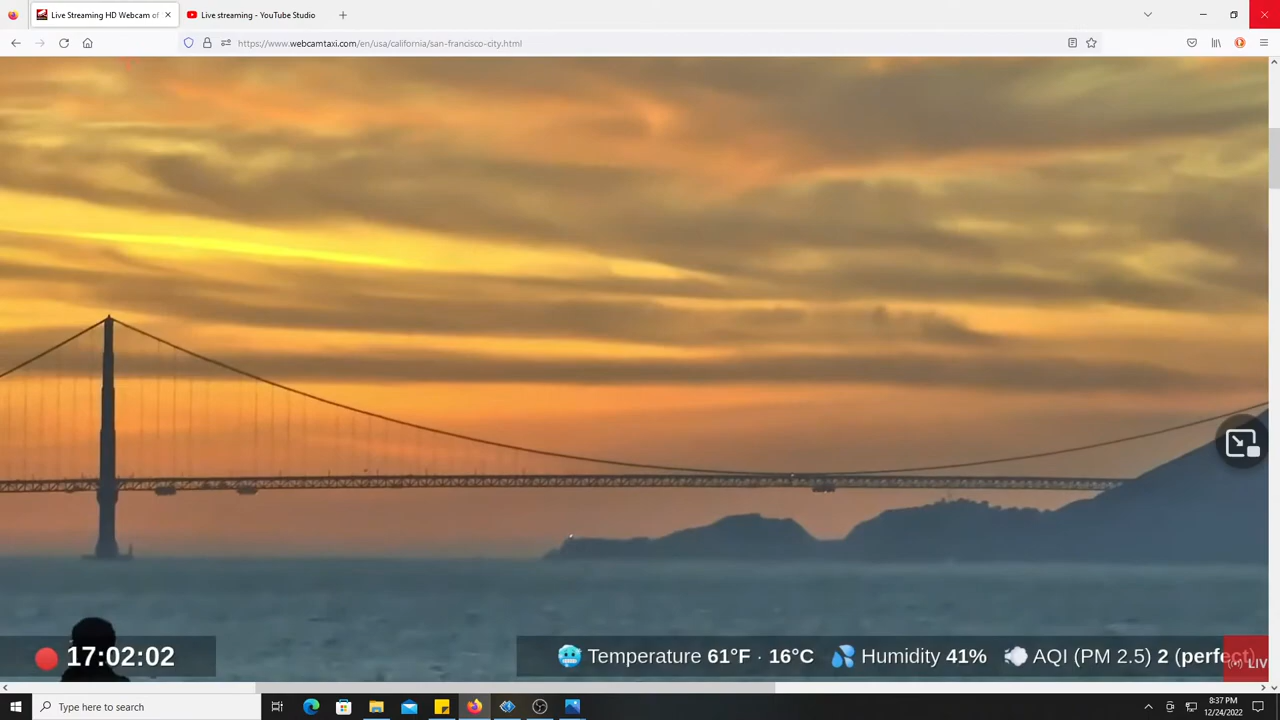 Live Streaming HD Webcam of
Live streaming - YouTube Studio
https://www.webcamtaxi.com/en/usa/california/san-francisco-city.html
17:02:02
Temperature 61°F · 16°C
Humidity 41%
AQI (PM 2.5) 2 (perfect)
LIV
Type here to search
8:37 PM
12/24/2022